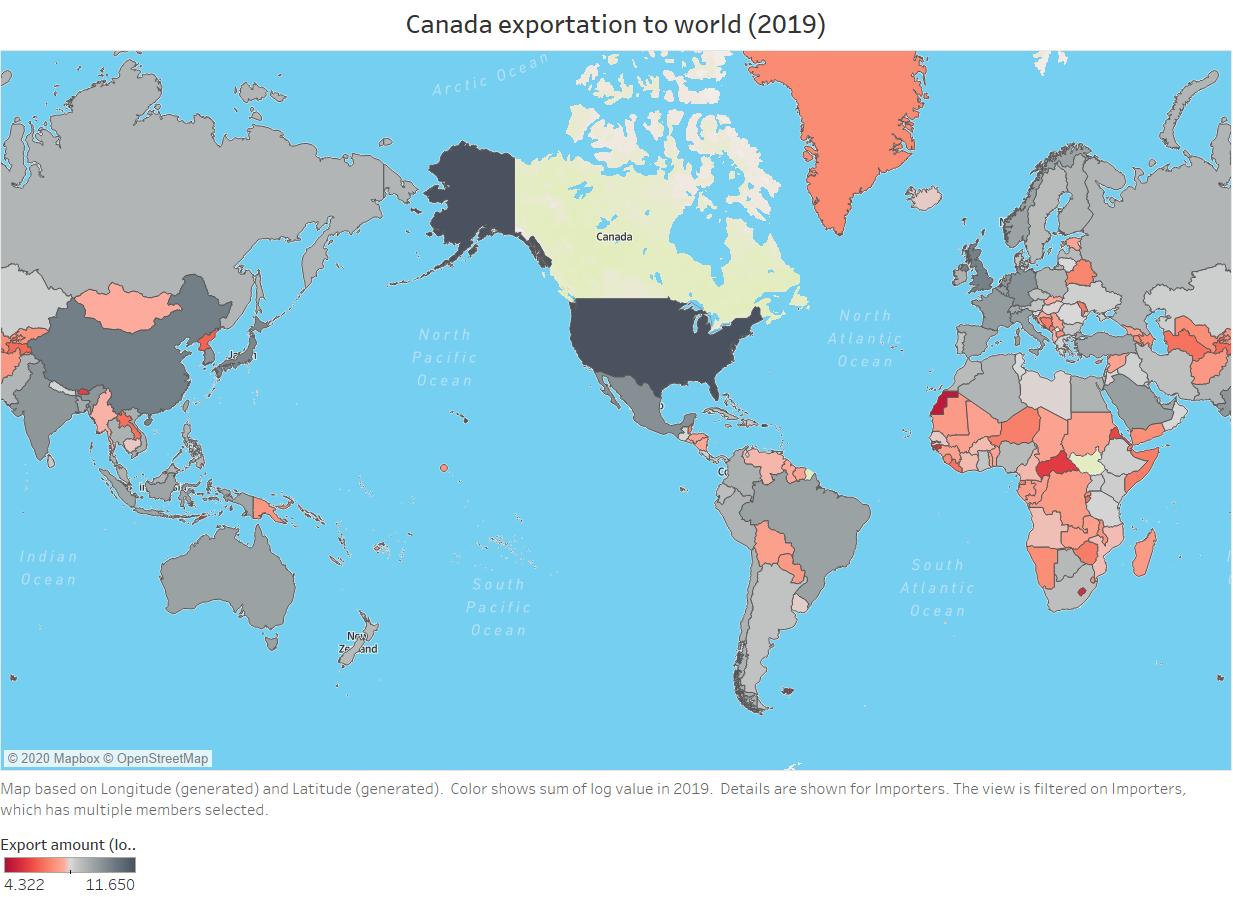 Canada exportation to world (2019)
Arctic Ocean
Canada
North
Pacific
Ocean
North
Atlantic
Ocean
Indian
Ocean
South
Pacific
Ocean
South
Atlantic
Ocean
New
Zealand
© 2020 Mapbox © OpenStreetMap
Map based on Longitude (generated) and Latitude (generated).  Color shows sum of log value in 2019.  Details are shown for Importers. The view is filtered on Importers,
which has multiple members selected.
Export amount (lo..
4.322 11.650